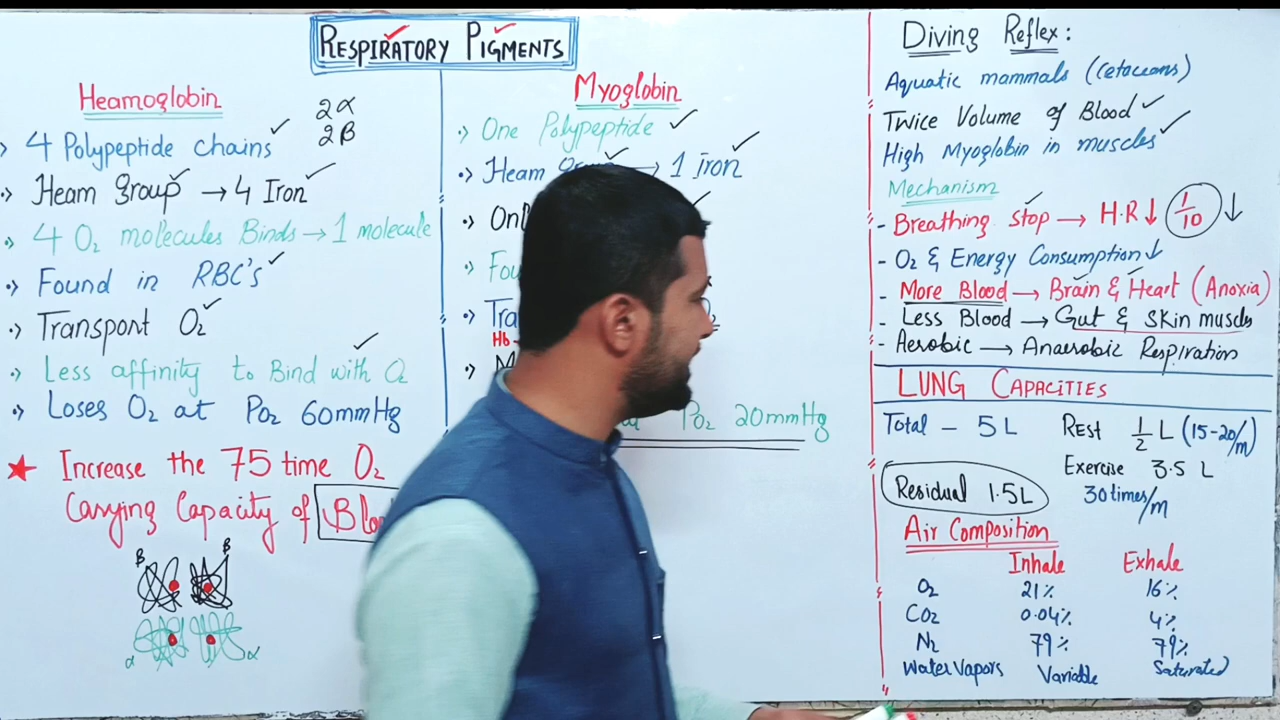 RESPIRATORY PIGMENTS
Heamoglobin
2α
2β
4 Polypeptide chains
Heam group → 4 Iron
4 O2 molecules Binds → 1 molecule
Found in RBC's
Transport O2
Less affinity to Bind with O2
Loses O2 at Po2 60mmHg
★ Increase the 75 time O2
Carrying Capacity of
B B
α α
Myoglobin
One Polypeptide
Heam → 1 iron
Hb
Po2 20mmHg
Diving Reflex:
Aquatic mammals (Cetaceans)
Twice Volume of Blood
High Myoglobin in muscles
Mechanism
- Breathing stop → H.R ↓ 1/10 ↓
- O2 & Energy Consumption ↓
- More Blood → Brain & Heart (Anoxia)
- Less Blood → Gut & Skin muscles
- Aerobic → Anaerobic Respiration
LUNG CAPACITIES
Total - 5L Rest 1/2 L (15-20/m)
Exercise 3.5 L
Residual 1.5L 30times/m
Air Composition
Inhale Exhale
O2 21% 16%
CO2 0.04% 4%
N2 79% 79%
Water Vapors Variable Saturated